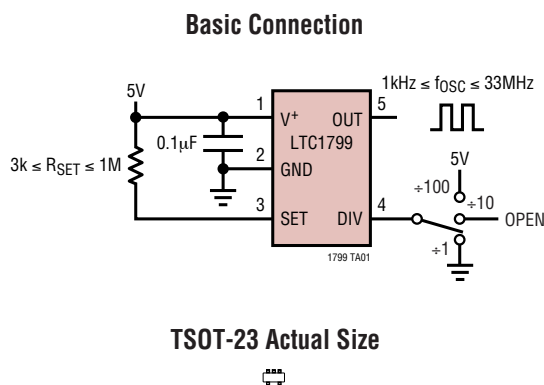 Basic Connection
1kHz ≤ fOSC ≤ 33MHz
5V
1
V+
OUT
5
LTC1799
0.1µF
2
GND
3k ≤ RSET ≤ 1M
3
SET
DIV
4
5V
÷100
÷10
OPEN
÷1
1799 TA01
TSOT-23 Actual Size